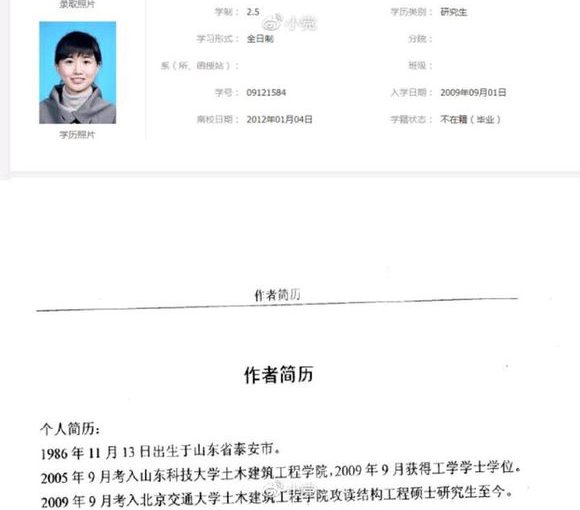 录取照片
学制： 2.5 学历类别： 研究生
学习形式： 全日制 分院：
系（所、函授站）： 班级：
学号： 09121584 入学日期： 2009年09月01日
学历照片
离校日期： 2012年01月04日 学籍状态： 不在籍（毕业）
作者简历
作者简历
个人简历：
1986 年 11 月 13 日出生于山东省泰安市。
2005 年 9 月考入山东科技大学土木建筑工程学院, 2009 年 9 月获得工学学士学位。
2009 年 9 月考入北京交通大学土木建筑工程学院攻读结构工程硕士研究生至今。